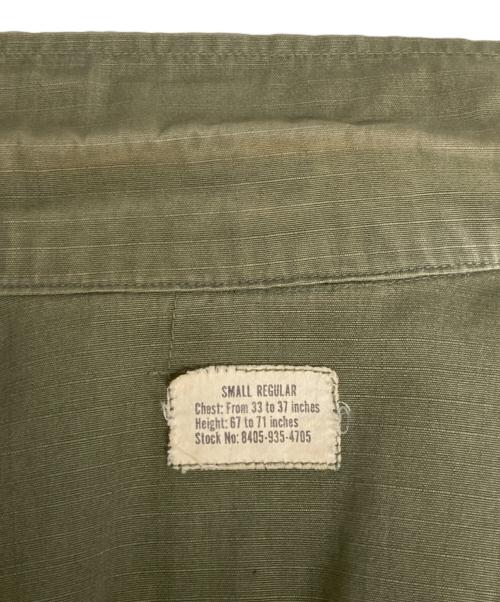 SMALL REGULAR
Chest: From 33 to 37 inches
Height: 67 to 71 inches
Stock No: 8405-935-4705